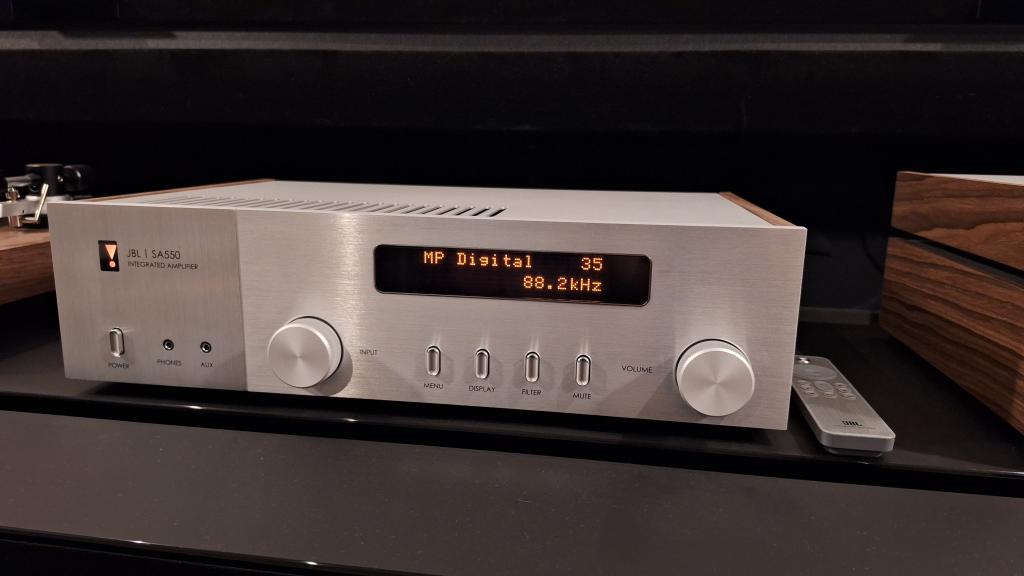 JBL | SA550
INTEGRATED AMPLIFIER
MP Digital 35
88.2kHz
POWER
PHONES
AUX
INPUT
MENU
DISPLAY
FILTER
MUTE
VOLUME
JBL